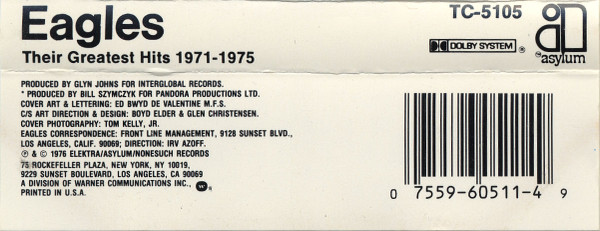 Eagles
Their Greatest Hits 1971-1975
TC-5105
DOLBY SYSTEM ®
asylum
PRODUCED BY GLYN JOHNS FOR INTERGLOBAL RECORDS.
* PRODUCED BY BILL SZYMCZYK FOR PANDORA PRODUCTIONS LTD.
COVER ART & LETTERING: ED BWYD DE VALENTINE M.F.S.
C/S ART DIRECTION & DESIGN: BOYD ELDER & GLEN CHRISTENSEN.
COVER PHOTOGRAPHY: TOM KELLY, JR.
EAGLES CORRESPONDENCE: FRONT LINE MANAGEMENT, 9128 SUNSET BLVD.,
LOS ANGELES, CALIF. 90069; DIRECTION: IRV AZOFF.
℗ & © 1976 ELEKTRA/ASYLUM/NONESUCH RECORDS
75 ROCKEFELLER PLAZA, NEW YORK, NY 10019,
9229 SUNSET BOULEVARD, LOS ANGELES, CA 90069
A DIVISION OF WARNER COMMUNICATIONS INC.,
PRINTED IN U.S.A.
0 7559-60511-4 9